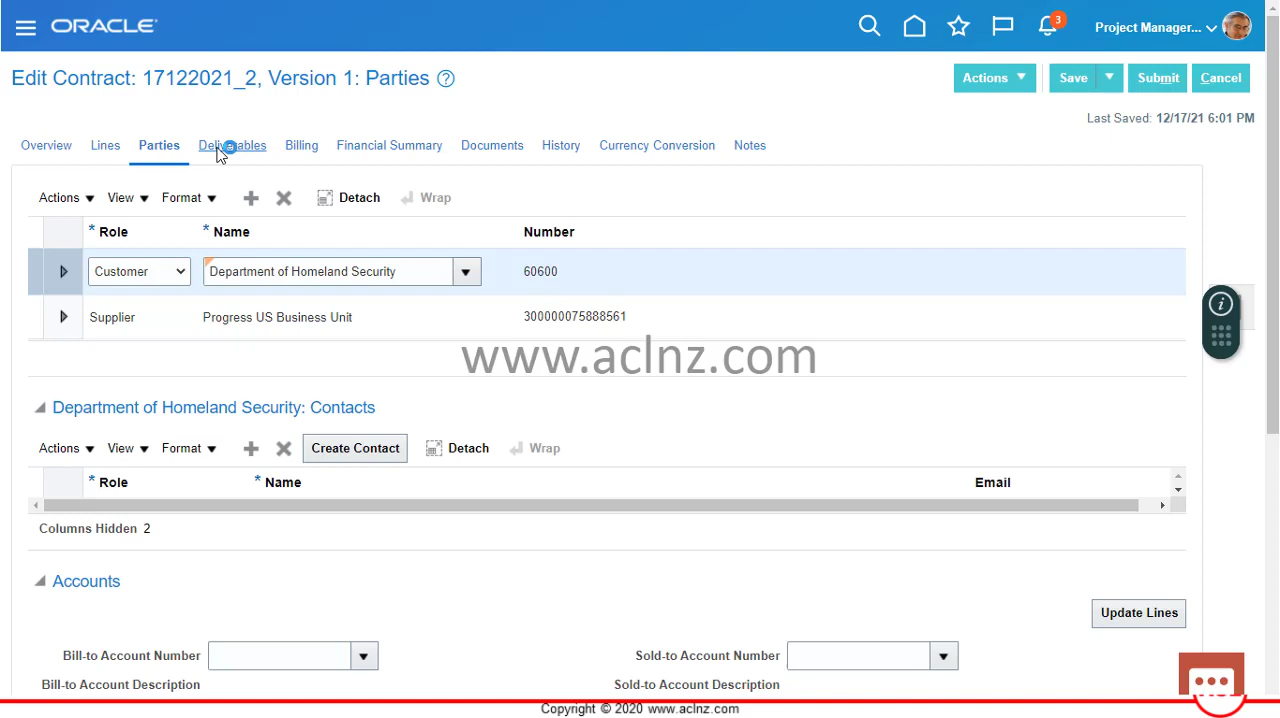 ORACLE
3
Project Manager...
Edit Contract: 17122021_2, Version 1: Parties
Actions Save Submit Cancel
Last Saved: 12/17/21 6:01 PM
Overview Lines Parties Deliverables Billing Financial Summary Documents History Currency Conversion Notes
Actions View Format Detach Wrap
* Role * Name Number
Customer Department of Homeland Security 60600
Supplier Progress US Business Unit 300000075888561
www.aclnz.com
Department of Homeland Security: Contacts
Actions View Format Create Contact Detach Wrap
* Role * Name Email
Columns Hidden 2
Accounts
Update Lines
Bill-to Account Number Sold-to Account Number
Bill-to Account Description Sold-to Account Description
Copyright © 2020 www.aclnz.com